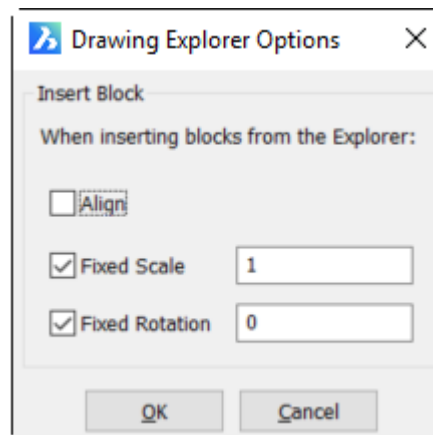 Drawing Explorer Options
Insert Block
When inserting blocks from the Explorer:
Align
Fixed Scale 1
Fixed Rotation 0
OK Cancel